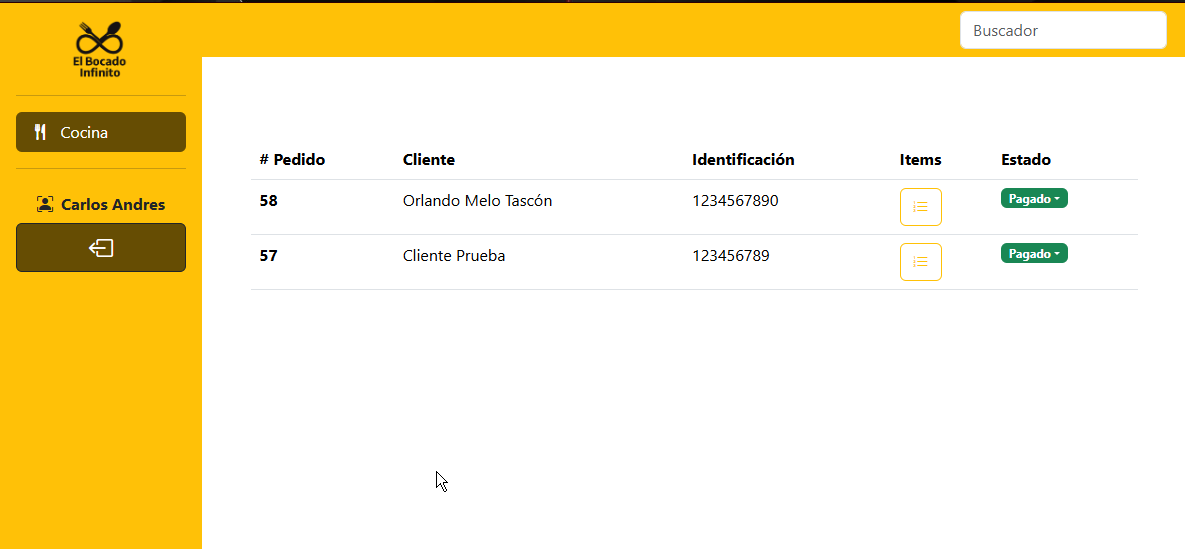 El Bocado
Infinito
Buscador
Cocina
Carlos Andres
# Pedido Cliente Identificación Items Estado
58 Orlando Melo Tascón 1234567890 Pagado
57 Cliente Prueba 123456789 Pagado